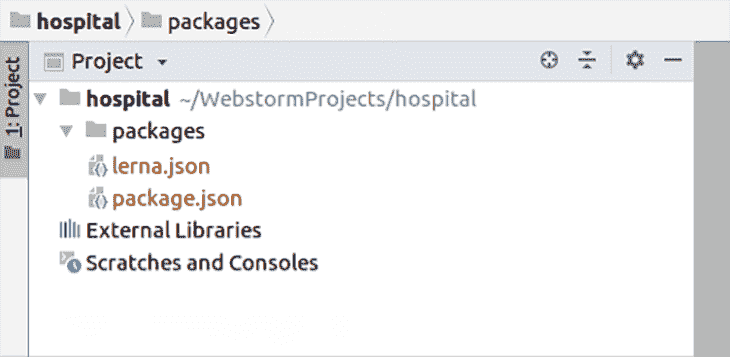 hospital packages
Project
1: Project
hospital ~/WebstormProjects/hospital
packages
lerna.json
package.json
External Libraries
Scratches and Consoles